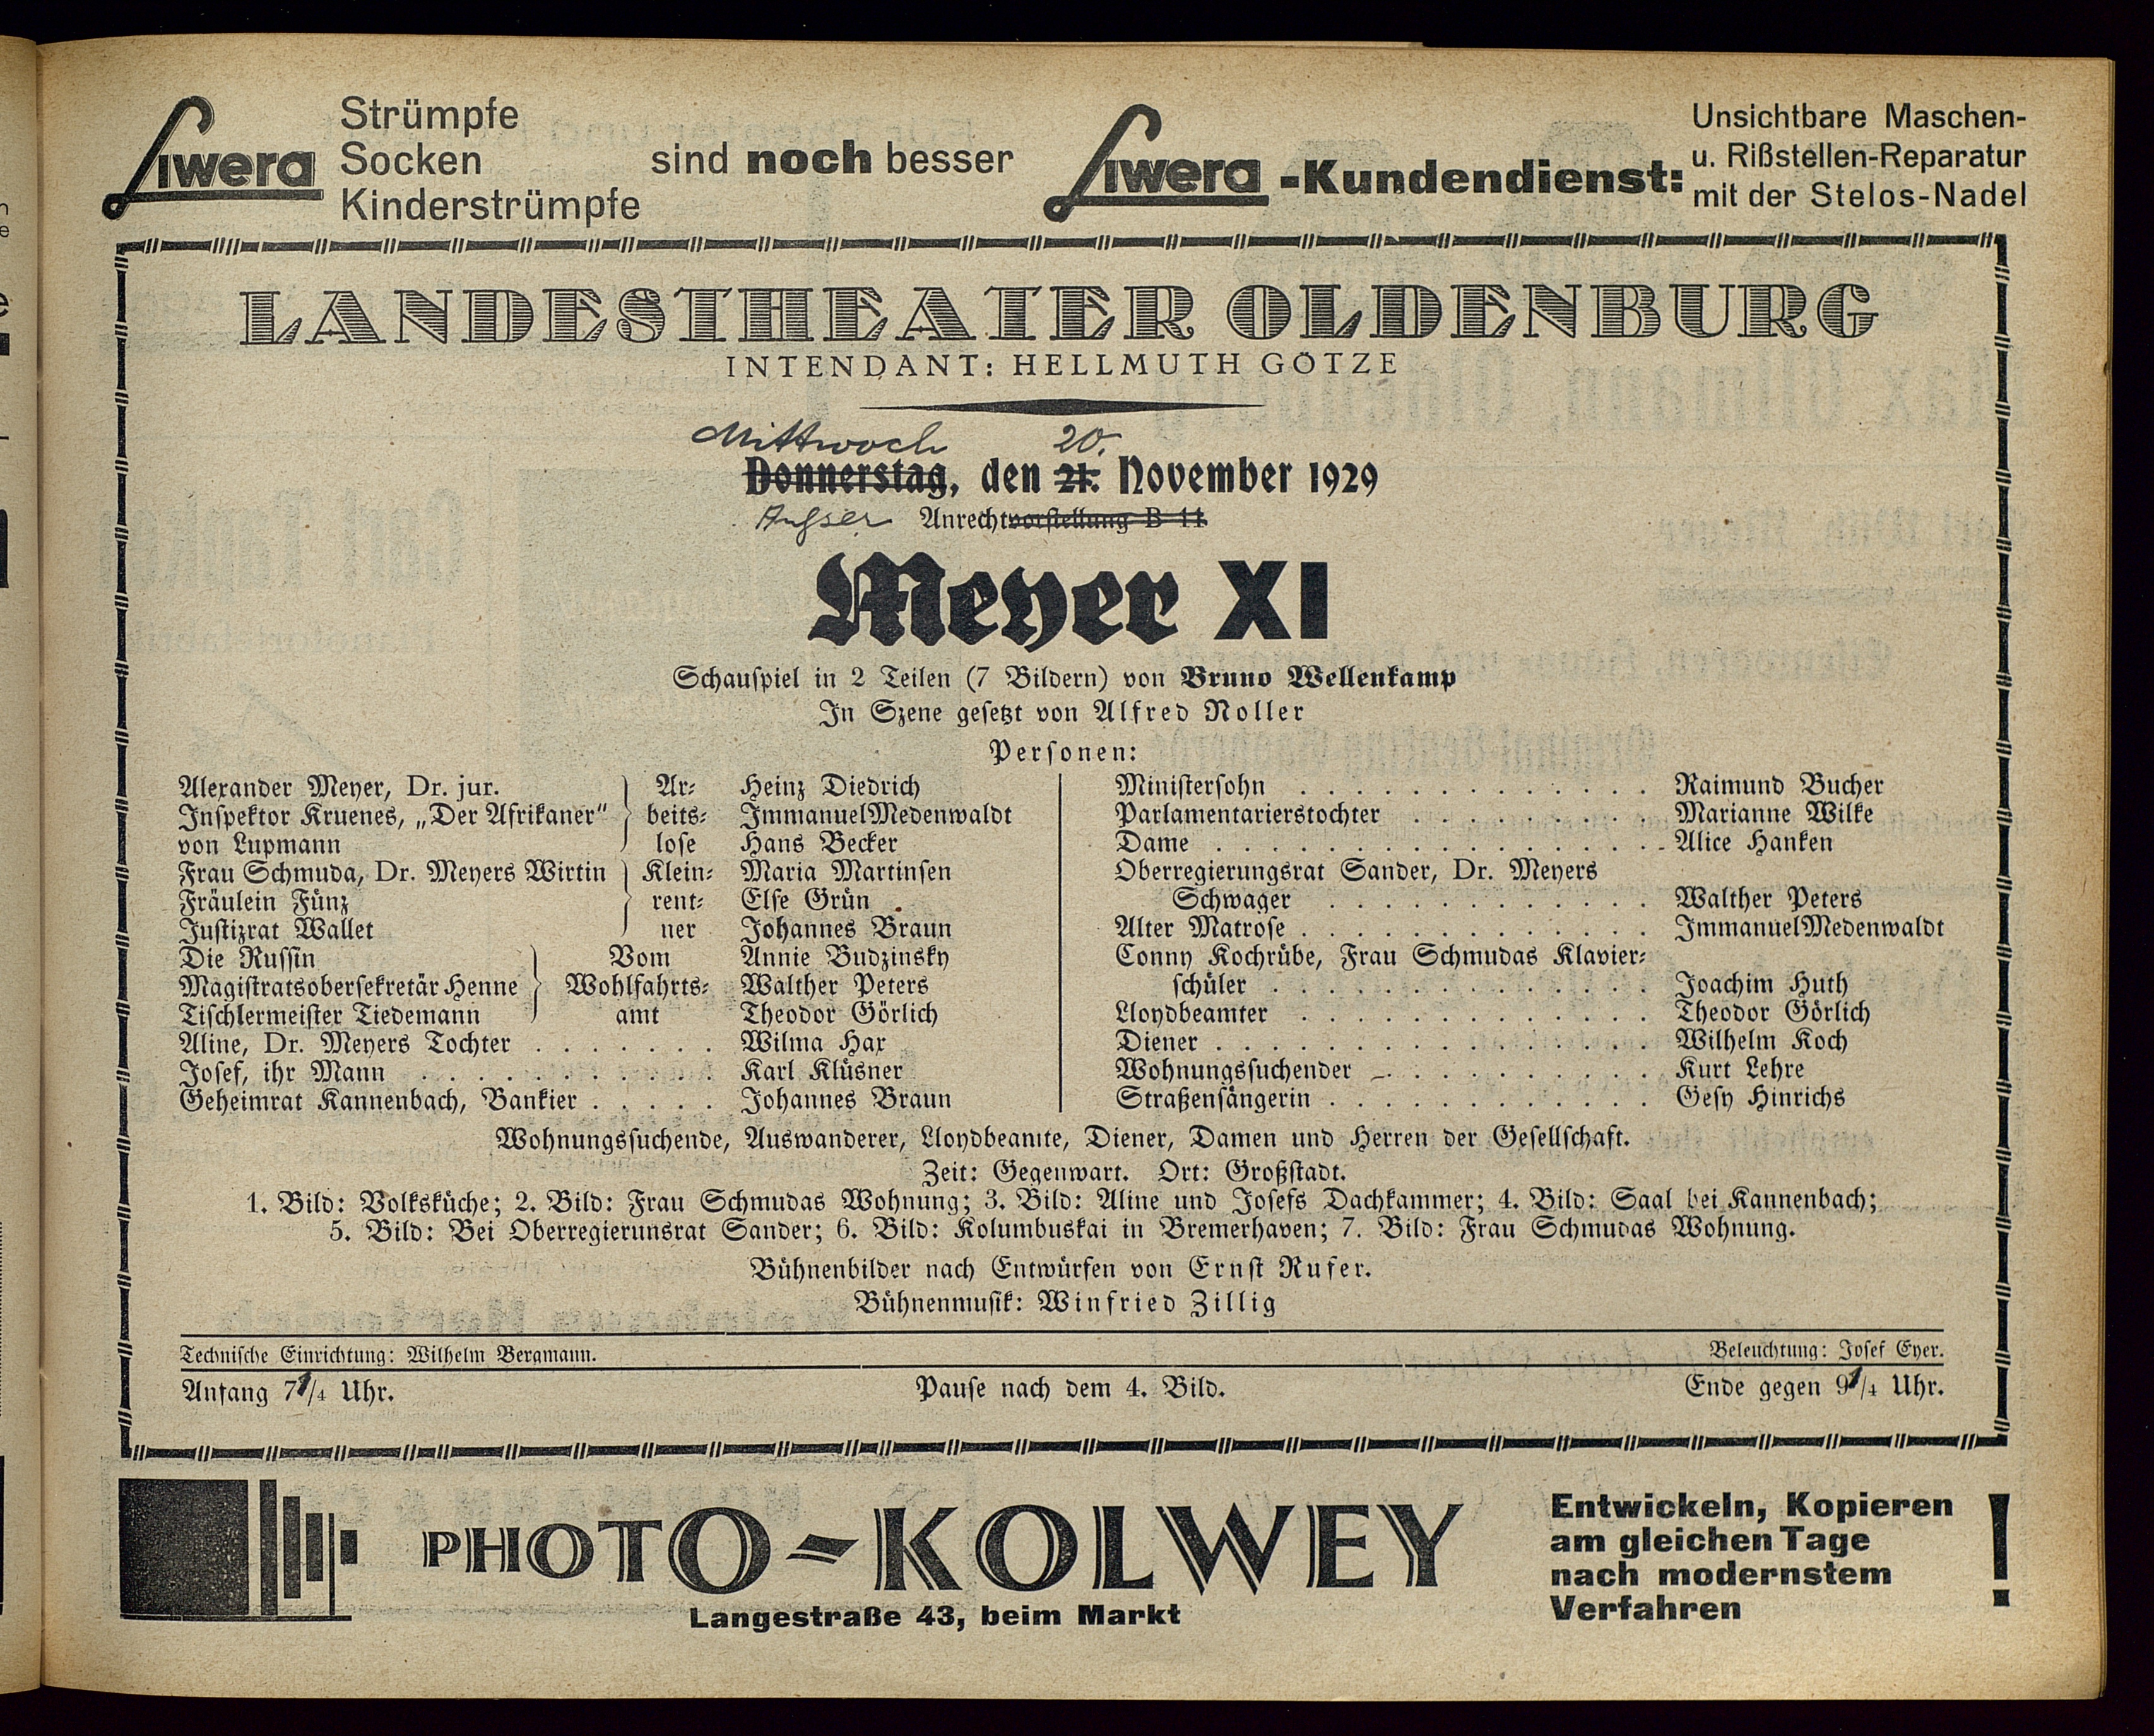 Siwera Strümpfe
Socken
Kinderstrümpfe
sind noch besser
Siwera-Kundendienst:
Unsichtbare Maschen-
u. Rißstellen-Reparatur
mit der Stelos-Nadel
LANDESTHEATER OLDENBURG
INTENDANT: HELLMUTH GÖTZE
Mittwoch 20.
Donnerstag, den 21. November 1929
Außer Anrechtvorstellung B 11
Meyer XI
Schauspiel in 2 Teilen (7 Bildern) von Bruno Wellenkamp
In Szene gesetzt von Alfred Noller
Personen:
Alexander Meyer, Dr. jur. } Ar- Heinz Diedrich
Inspektor Kruenes, „Der Afrikaner“ } beits- Immanuel Medenwaldt
von Lupmann } lose Hans Becker
Frau Schmuda, Dr. Meyers Wirtin } Klein- Maria Martinsen
Fräulein Fünz } rent- Else Grün
Justizrat Wallet } ner Johannes Braun
Die Russin } Vom Annie Budzinsky
Magistratsobersekretär Henne } Wohlfahrts- Walther Peters
Tischlermeister Tiedemann } amt Theodor Görlich
Aline, Dr. Meyers Tochter . . . . . . . Wilma Hax
Josef, ihr Mann . . . . . . . . . . . Karl Klüsner
Geheimrat Kannenbach, Bankier . . . . . Johannes Braun
Ministersohn . . . . . . . . . . . . . Raimund Bucher
Parlamentarierstochter . . . . . . . . . Marianne Wilke
Dame . . . . . . . . . . . . . . . . Alice Hanken
Oberregierungsrat Sander, Dr. Meyers
Schwager . . . . . . . . . . . . Walther Peters
Alter Matrose . . . . . . . . . . . . . Immanuel Medenwaldt
Conny Kochrübe, Frau Schmudas Klavier-
schüler . . . . . . . . . . . . . . Joachim Huth
Lloydbeamter . . . . . . . . . . . . . Theodor Görlich
Diener . . . . . . . . . . . . . . . . Wilhelm Koch
Wohnungssuchender . . . . . . . . . . Kurt Lehre
Straßensängerin . . . . . . . . . . . . Gesy Hinrichs
Wohnungssuchende, Auswanderer, Lloydbeamte, Diener, Damen und Herren der Gesellschaft.
Zeit: Gegenwart. Ort: Großstadt.
1. Bild: Volksküche; 2. Bild: Frau Schmudas Wohnung; 3. Bild: Aline und Josefs Dachkammer; 4. Bild: Saal bei Kannenbach;
5. Bild: Bei Oberregierunsrat Sander; 6. Bild: Kolumbuskai in Bremerhaven; 7. Bild: Frau Schmudas Wohnung.
Bühnenbilder nach Entwürfen von Ernst Rufer.
Bühnenmusik: Winfried Zillig
Technische Einrichtung: Wilhelm Bergmann. Beleuchtung: Josef Eyer.
Anfang 7 1/4 Uhr. Pause nach dem 4. Bild. Ende gegen 9 1/4 Uhr.
PHOTO-KOLWEY
Langestraße 43, beim Markt
Entwickeln, Kopieren
am gleichen Tage
nach modernstem
Verfahren
!